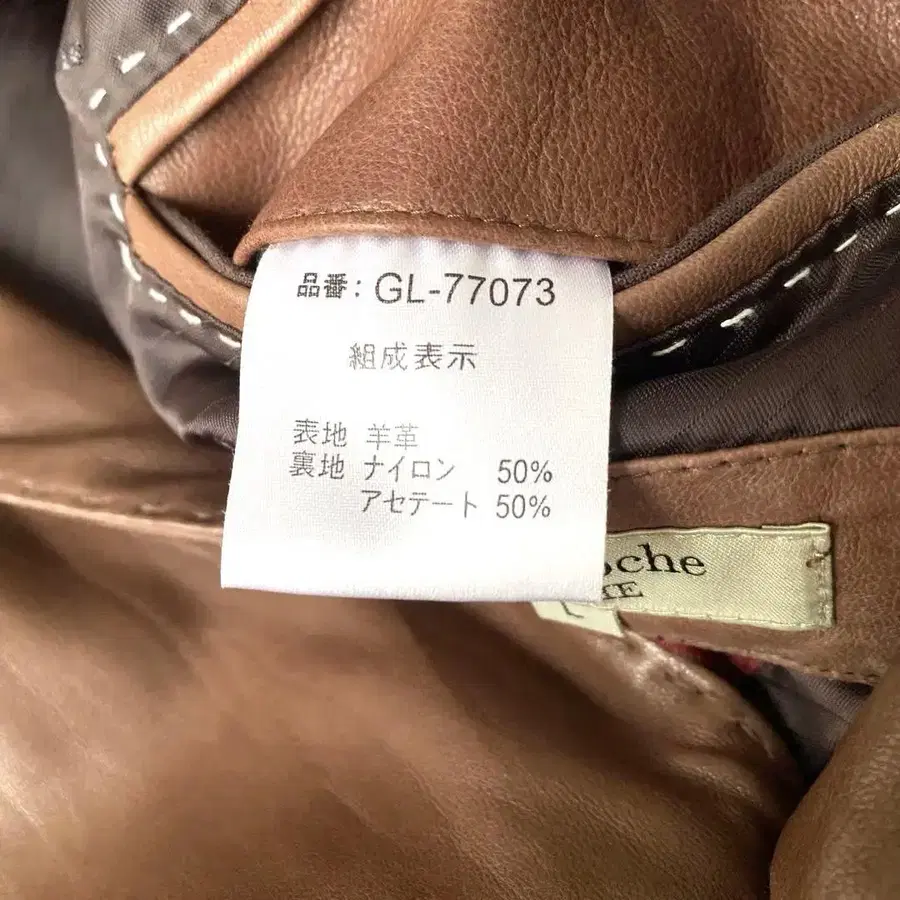 品番: GL-77073
組成表示
表地 羊革
裏地 ナイロン 50%
アセテート 50%
oche
L